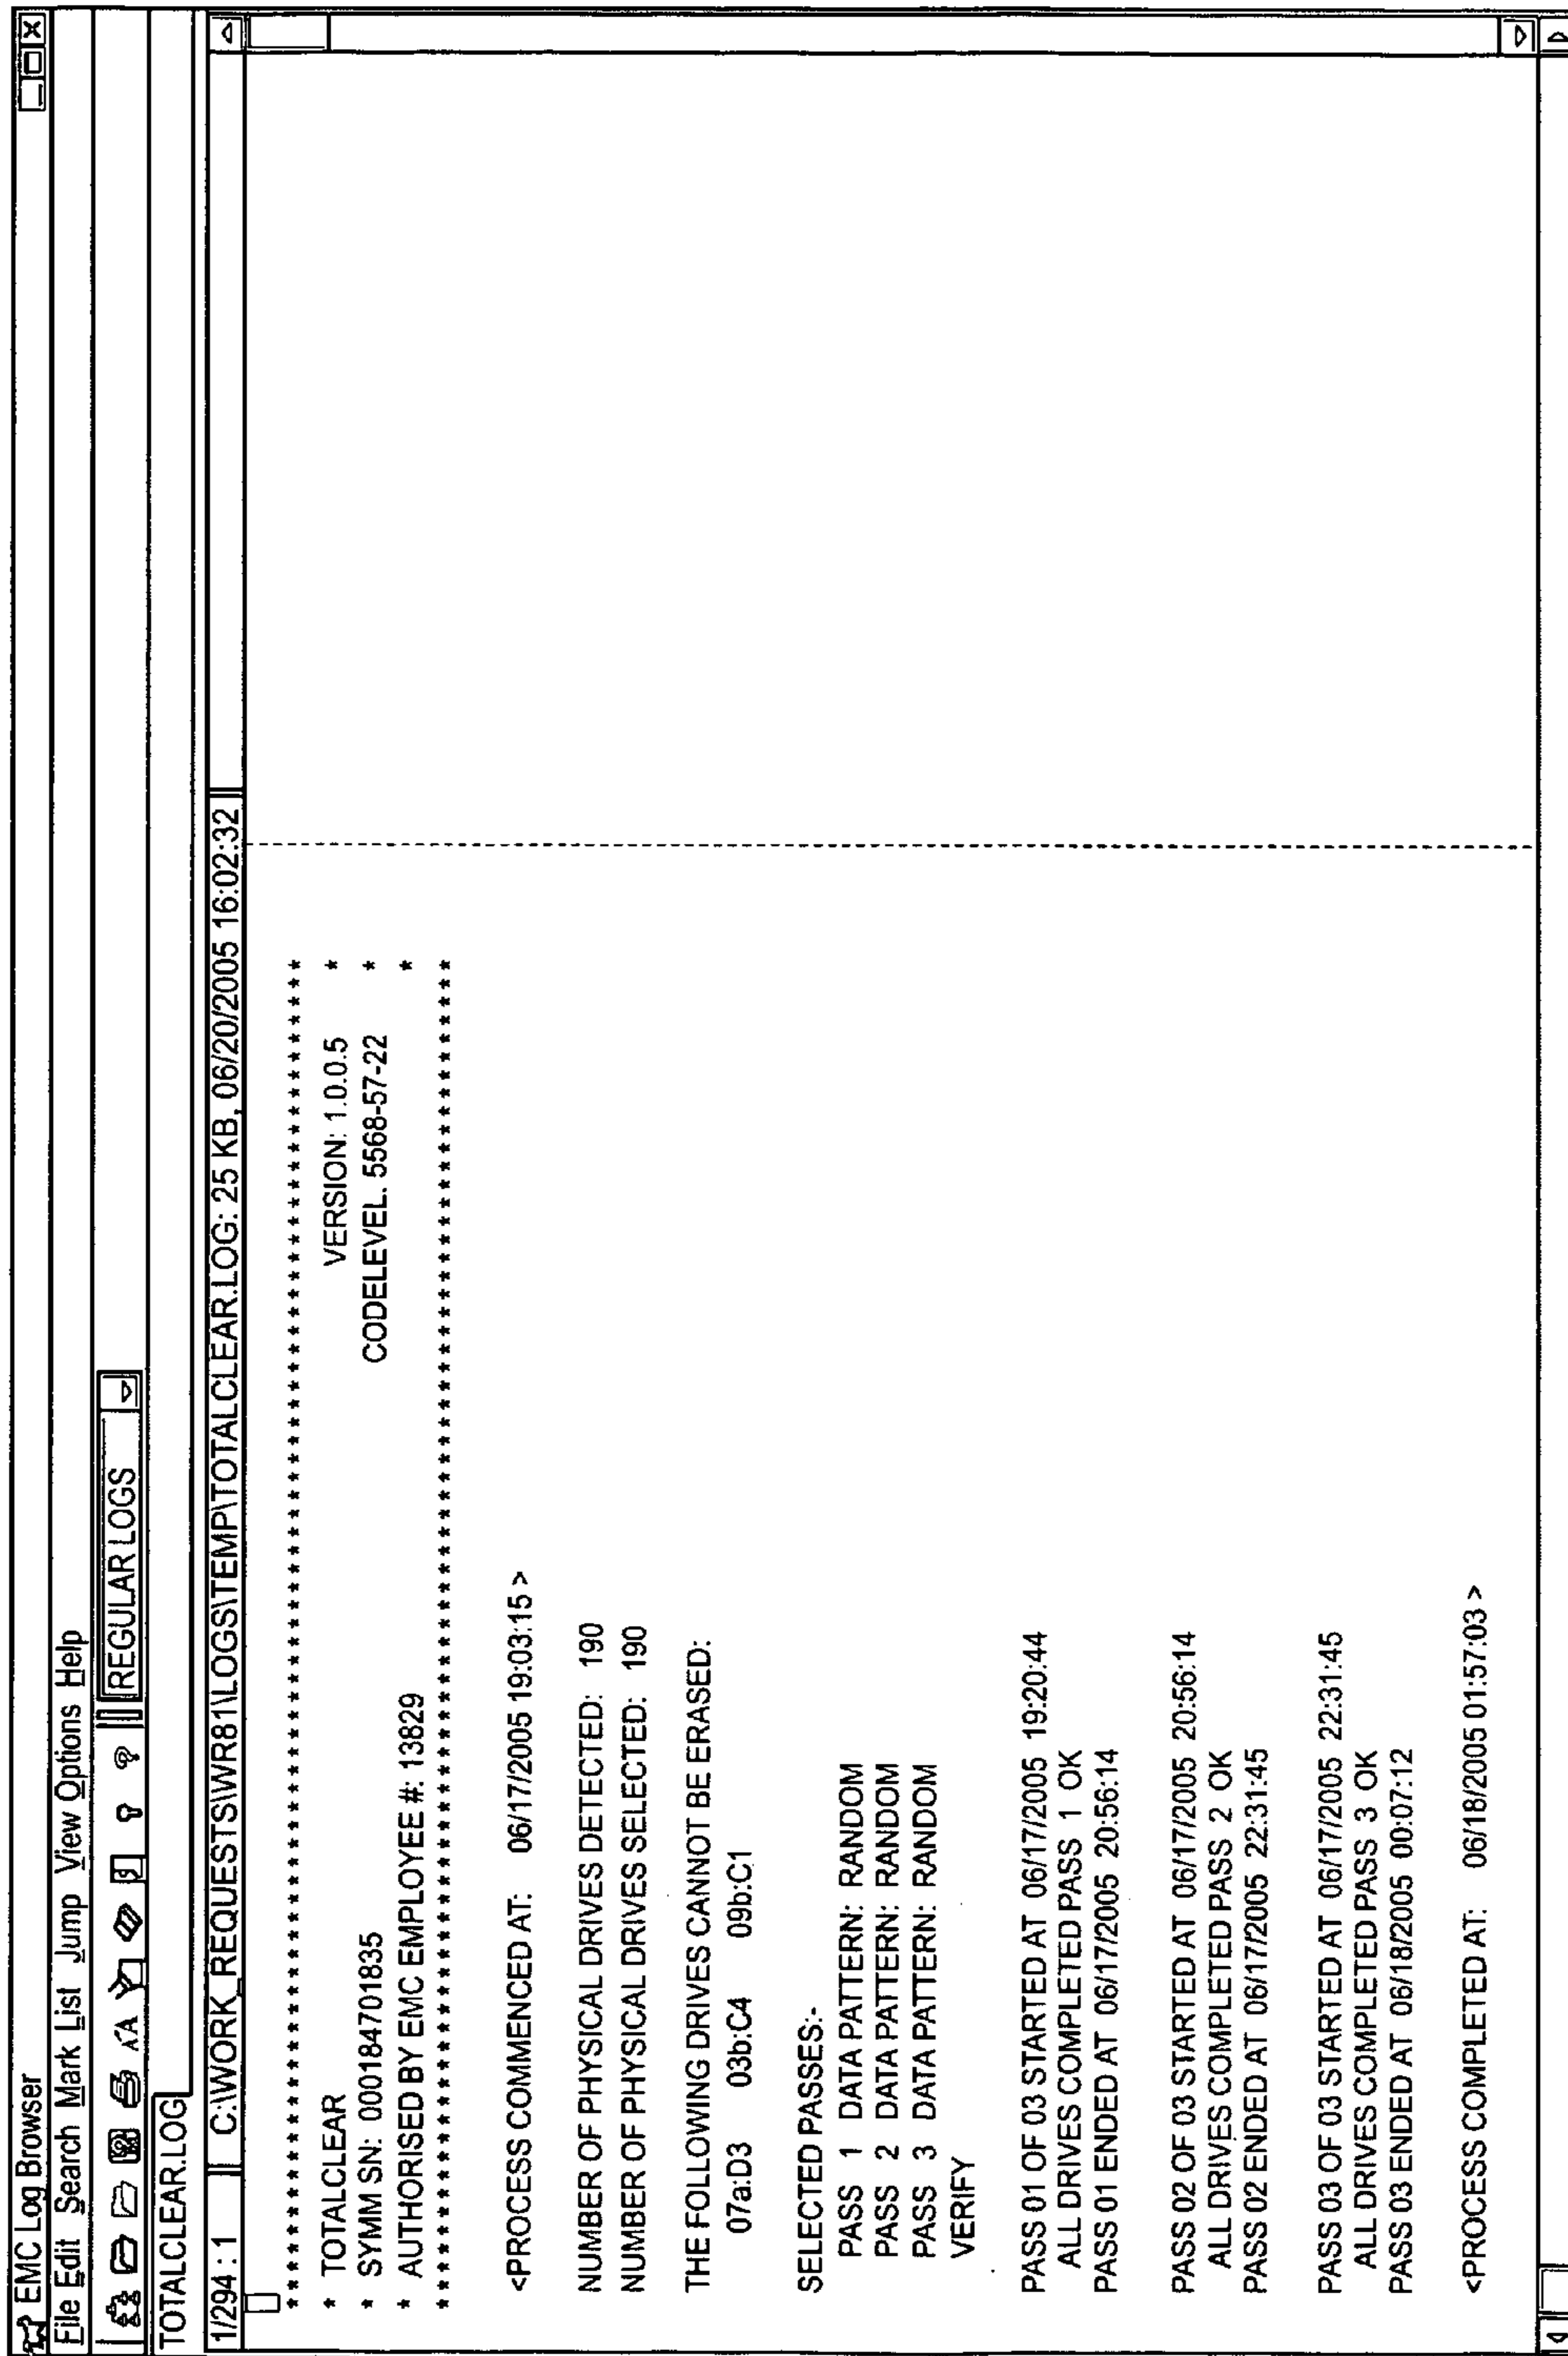 EMC Log Browser
File Edit Search Mark List Jump View Options Help
REGULAR LOGS
TOTALCLEAR.LOG
1/294 : 1 C:\WORK_REQUESTS\WR81\LOGS\TEMP\TOTALCLEAR.LOG: 25 KB, 06/20/2005 16:02:32
* TOTALCLEAR VERSION: 1.0.0.5 *
* SYMM SN: 000184701835 CODELEVEL. 5568-57-22 *
* AUTHORISED BY EMC EMPLOYEE #: 13829 *
<PROCESS COMMENCED AT: 06/17/2005 19:03:15 >
NUMBER OF PHYSICAL DRIVES DETECTED: 190
NUMBER OF PHYSICAL DRIVES SELECTED: 190
THE FOLLOWING DRIVES CANNOT BE ERASED:
07a:D3 03b:C4 09b:C1
SELECTED PASSES:-
PASS 1 DATA PATTERN: RANDOM
PASS 2 DATA PATTERN: RANDOM
PASS 3 DATA PATTERN: RANDOM
VERIFY
PASS 01 OF 03 STARTED AT 06/17/2005 19:20:44
ALL DRIVES COMPLETED PASS 1 OK
PASS 01 ENDED AT 06/17/2005 20:56:14
PASS 02 OF 03 STARTED AT 06/17/2005 20:56:14
ALL DRIVES COMPLETED PASS 2 OK
PASS 02 ENDED AT 06/17/2005 22:31:45
PASS 03 OF 03 STARTED AT 06/17/2005 22:31:45
ALL DRIVES COMPLETED PASS 3 OK
PASS 03 ENDED AT 06/18/2005 00:07:12
<PROCESS COMPLETED AT: 06/18/2005 01:57:03 >